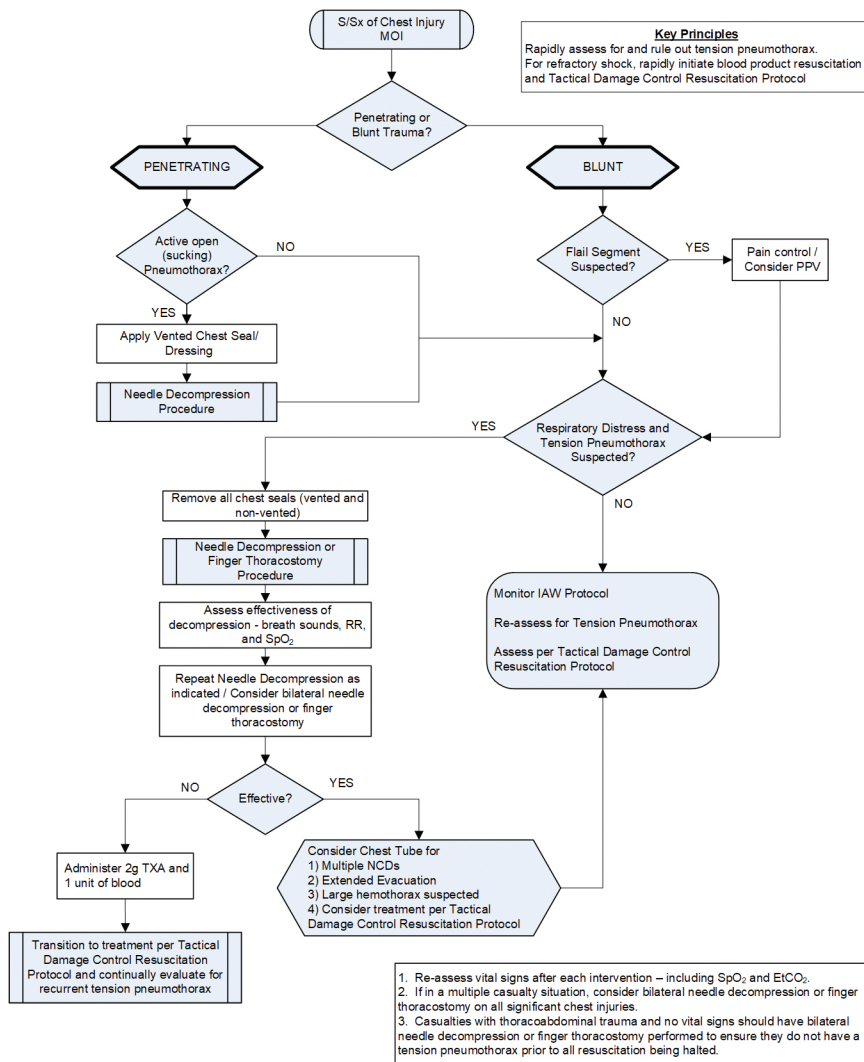 S/Sx of Chest Injury
MOI
Key Principles
Rapidly assess for and rule out tension pneumothorax.
For refractory shock, rapidly initiate blood product resuscitation
and Tactical Damage Control Resuscitation Protocol
Penetrating or
Blunt Trauma?
PENETRATING
BLUNT
Active open
(sucking)
Pneumothorax?
NO
YES
Flail Segment
Suspected?
YES
Pain control /
Consider PPV
NO
Apply Vented Chest Seal/
Dressing
Needle Decompression
Procedure
Respiratory Distress and
Tension Pneumothorax
Suspected?
YES
NO
Remove all chest seals (vented and
non-vented)
Needle Decompression or
Finger Thoracostomy
Procedure
Assess effectiveness of
decompression - breath sounds, RR,
and SpO₂
Repeat Needle Decompression as
indicated / Consider bilateral needle
decompression or finger
thoracostomy
Monitor IAW Protocol
Re-assess for Tension Pneumothorax
Assess per Tactical Damage Control
Resuscitation Protocol
Effective?
NO
YES
Administer 2g TXA and
1 unit of blood
Transition to treatment per Tactical
Damage Control Resuscitation
Protocol and continually evaluate for
recurrent tension pneumothorax
Consider Chest Tube for
1) Multiple NCDs
2) Extended Evacuation
3) Large hemothorax suspected
4) Consider treatment per Tactical
Damage Control Resuscitation Protocol
1. Re-assess vital signs after each intervention – including SpO₂ and EtCO₂.
2. If in a multiple casualty situation, consider bilateral needle decompression or finger
thoracostomy on all significant chest injuries.
3. Casualties with thoracoabdominal trauma and no vital signs should have bilateral
needle decompression or finger thoracostomy performed to ensure they do not have a
tension pneumothorax prior to all resuscitation being halted.